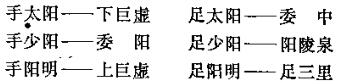 手太阳——下巨虚 足太阳——委 中
手少阳——委 阳 足少阳——阳陵泉
手阳明——上巨虚 足阳明——足三里